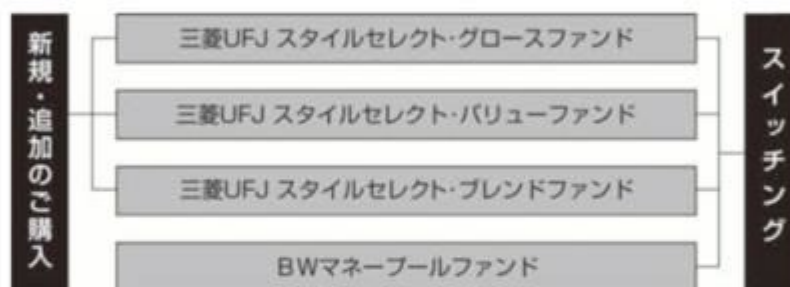 新規・追加のご購入
三菱UFJ スタイルセレクト・グロースファンド
三菱UFJ スタイルセレクト・バリューファンド
三菱UFJ スタイルセレクト・ブレンドファンド
BWマネープールファンド
スイッチング